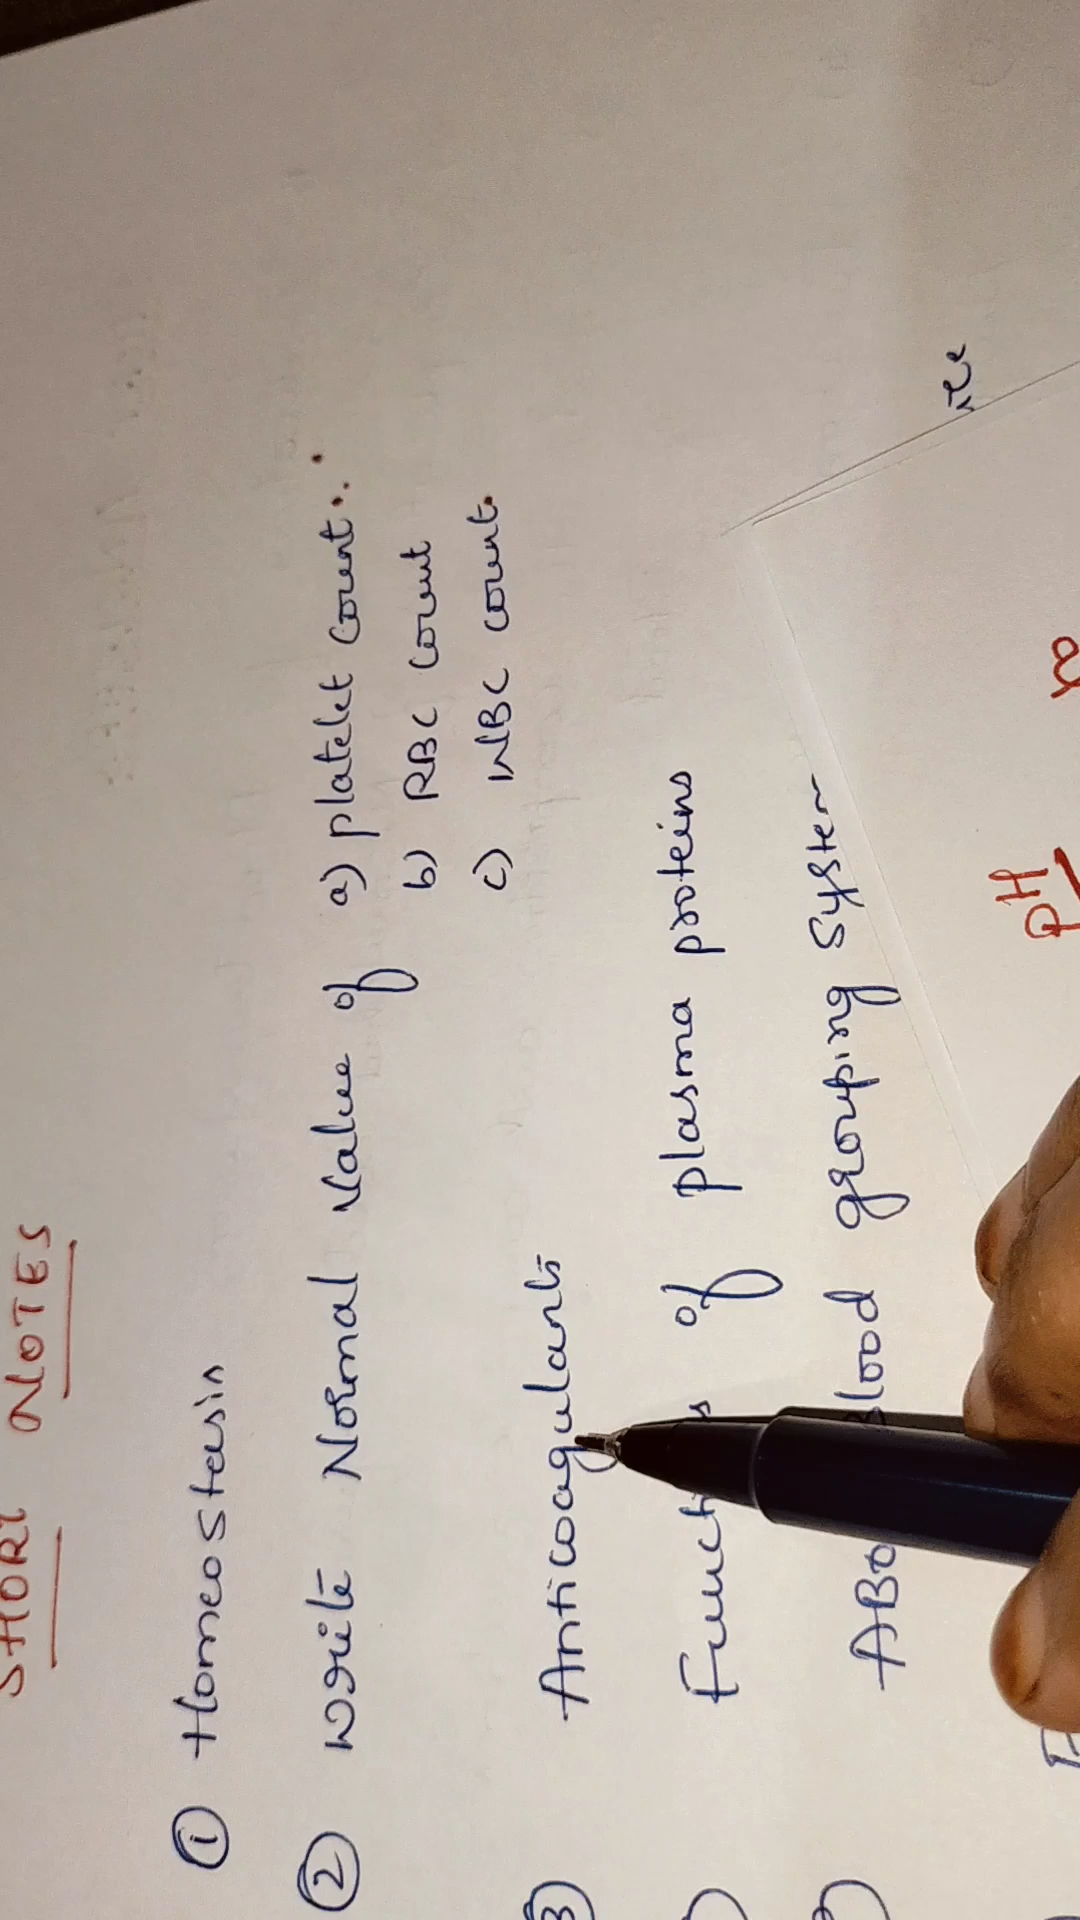 SHORT NOTES
① Homeostasis
② Write Normal Value of a) platelet count..
b) RBC count
c) WBC count.
3) Anticoagulants
) Functions of plasma proteins
) ABO Blood grouping System
pH